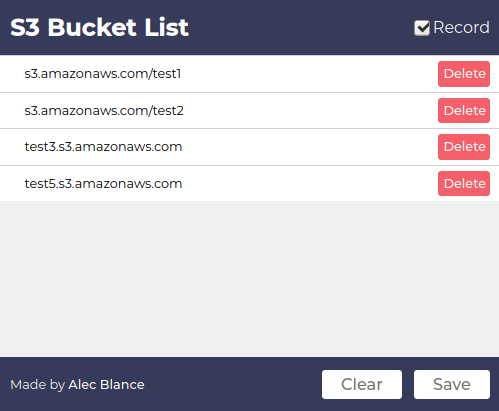 S3 Bucket List
Record
s3.amazonaws.com/test1
Delete
s3.amazonaws.com/test2
Delete
test3.s3.amazonaws.com
Delete
test5.s3.amazonaws.com
Delete
Made by Alec Blance
Clear
Save